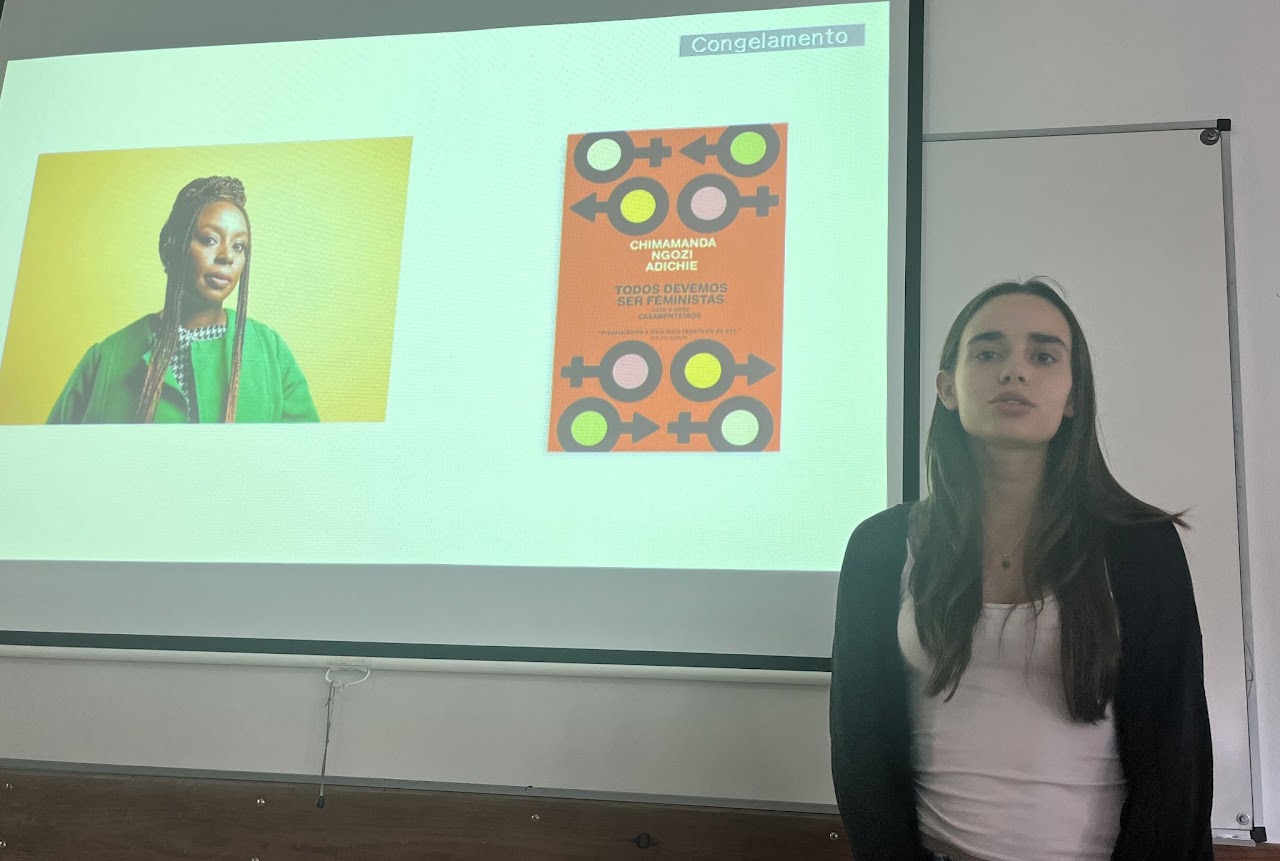 Congelamento
CHIMAMANDA
NGOZI
ADICHIE
TODOS DEVEMOS
SER FEMINISTAS
CASAMENTEIROS